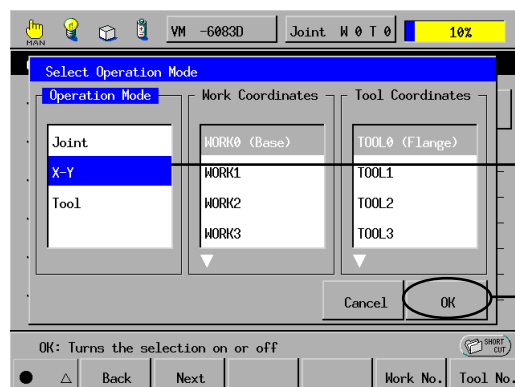 MAN
VM -6083D
Joint W 0 T 0
10%
Select Operation Mode
Operation Mode
Work Coordinates
Tool Coordinates
Joint
X-Y
Tool
WORK0 (Base)
WORK1
WORK2
WORK3
TOOL0 (Flange)
TOOL1
TOOL2
TOOL3
Cancel
OK
OK: Turns the selection on or off
SHORT
CUT
Back
Next
Work No.
Tool No.